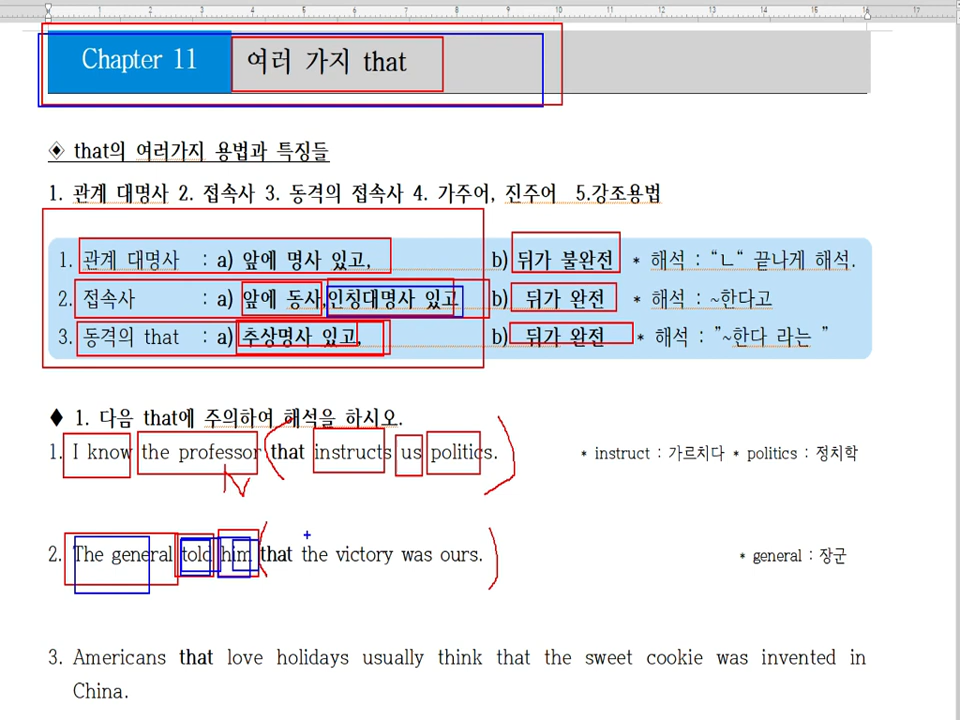 Chapter 11 여러 가지 that
◈ that의 여러가지 용법과 특징들
1. 관계 대명사 2. 접속사 3. 동격의 접속사 4. 가주어, 진주어 5.강조용법
1. 관계 대명사 : a) 앞에 명사 있고, b) 뒤가 불완전 * 해석 : “ㄴ“ 끝나게 해석.
2. 접속사 : a) 앞에 동사,인칭대명사 있고 b) 뒤가 완전 * 해석 : ~한다고
3. 동격의 that : a) 추상명사 있고, b) 뒤가 완전 * 해석 : ”~한다 라는 ”
♦ 1. 다음 that에 주의하여 해석을 하시오.
1. I know the professor that instructs us politics. * instruct : 가르치다 * politics : 정치학
N
2. The general told him that the victory was ours. * general : 장군
3. Americans that love holidays usually think that the sweet cookie was invented in
China.